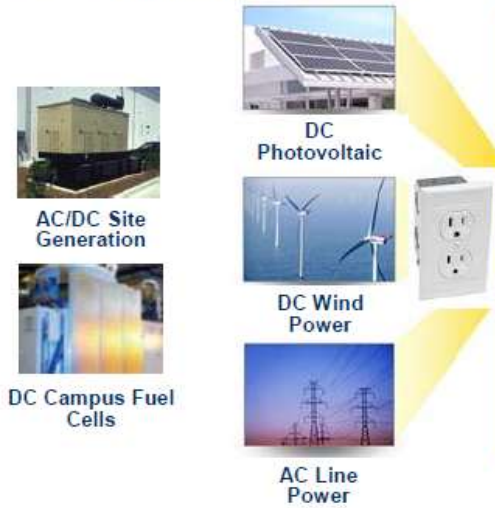 DC
Photovoltaic
AC/DC Site
Generation
DC Wind
Power
DC Campus Fuel
Cells
AC Line
Power